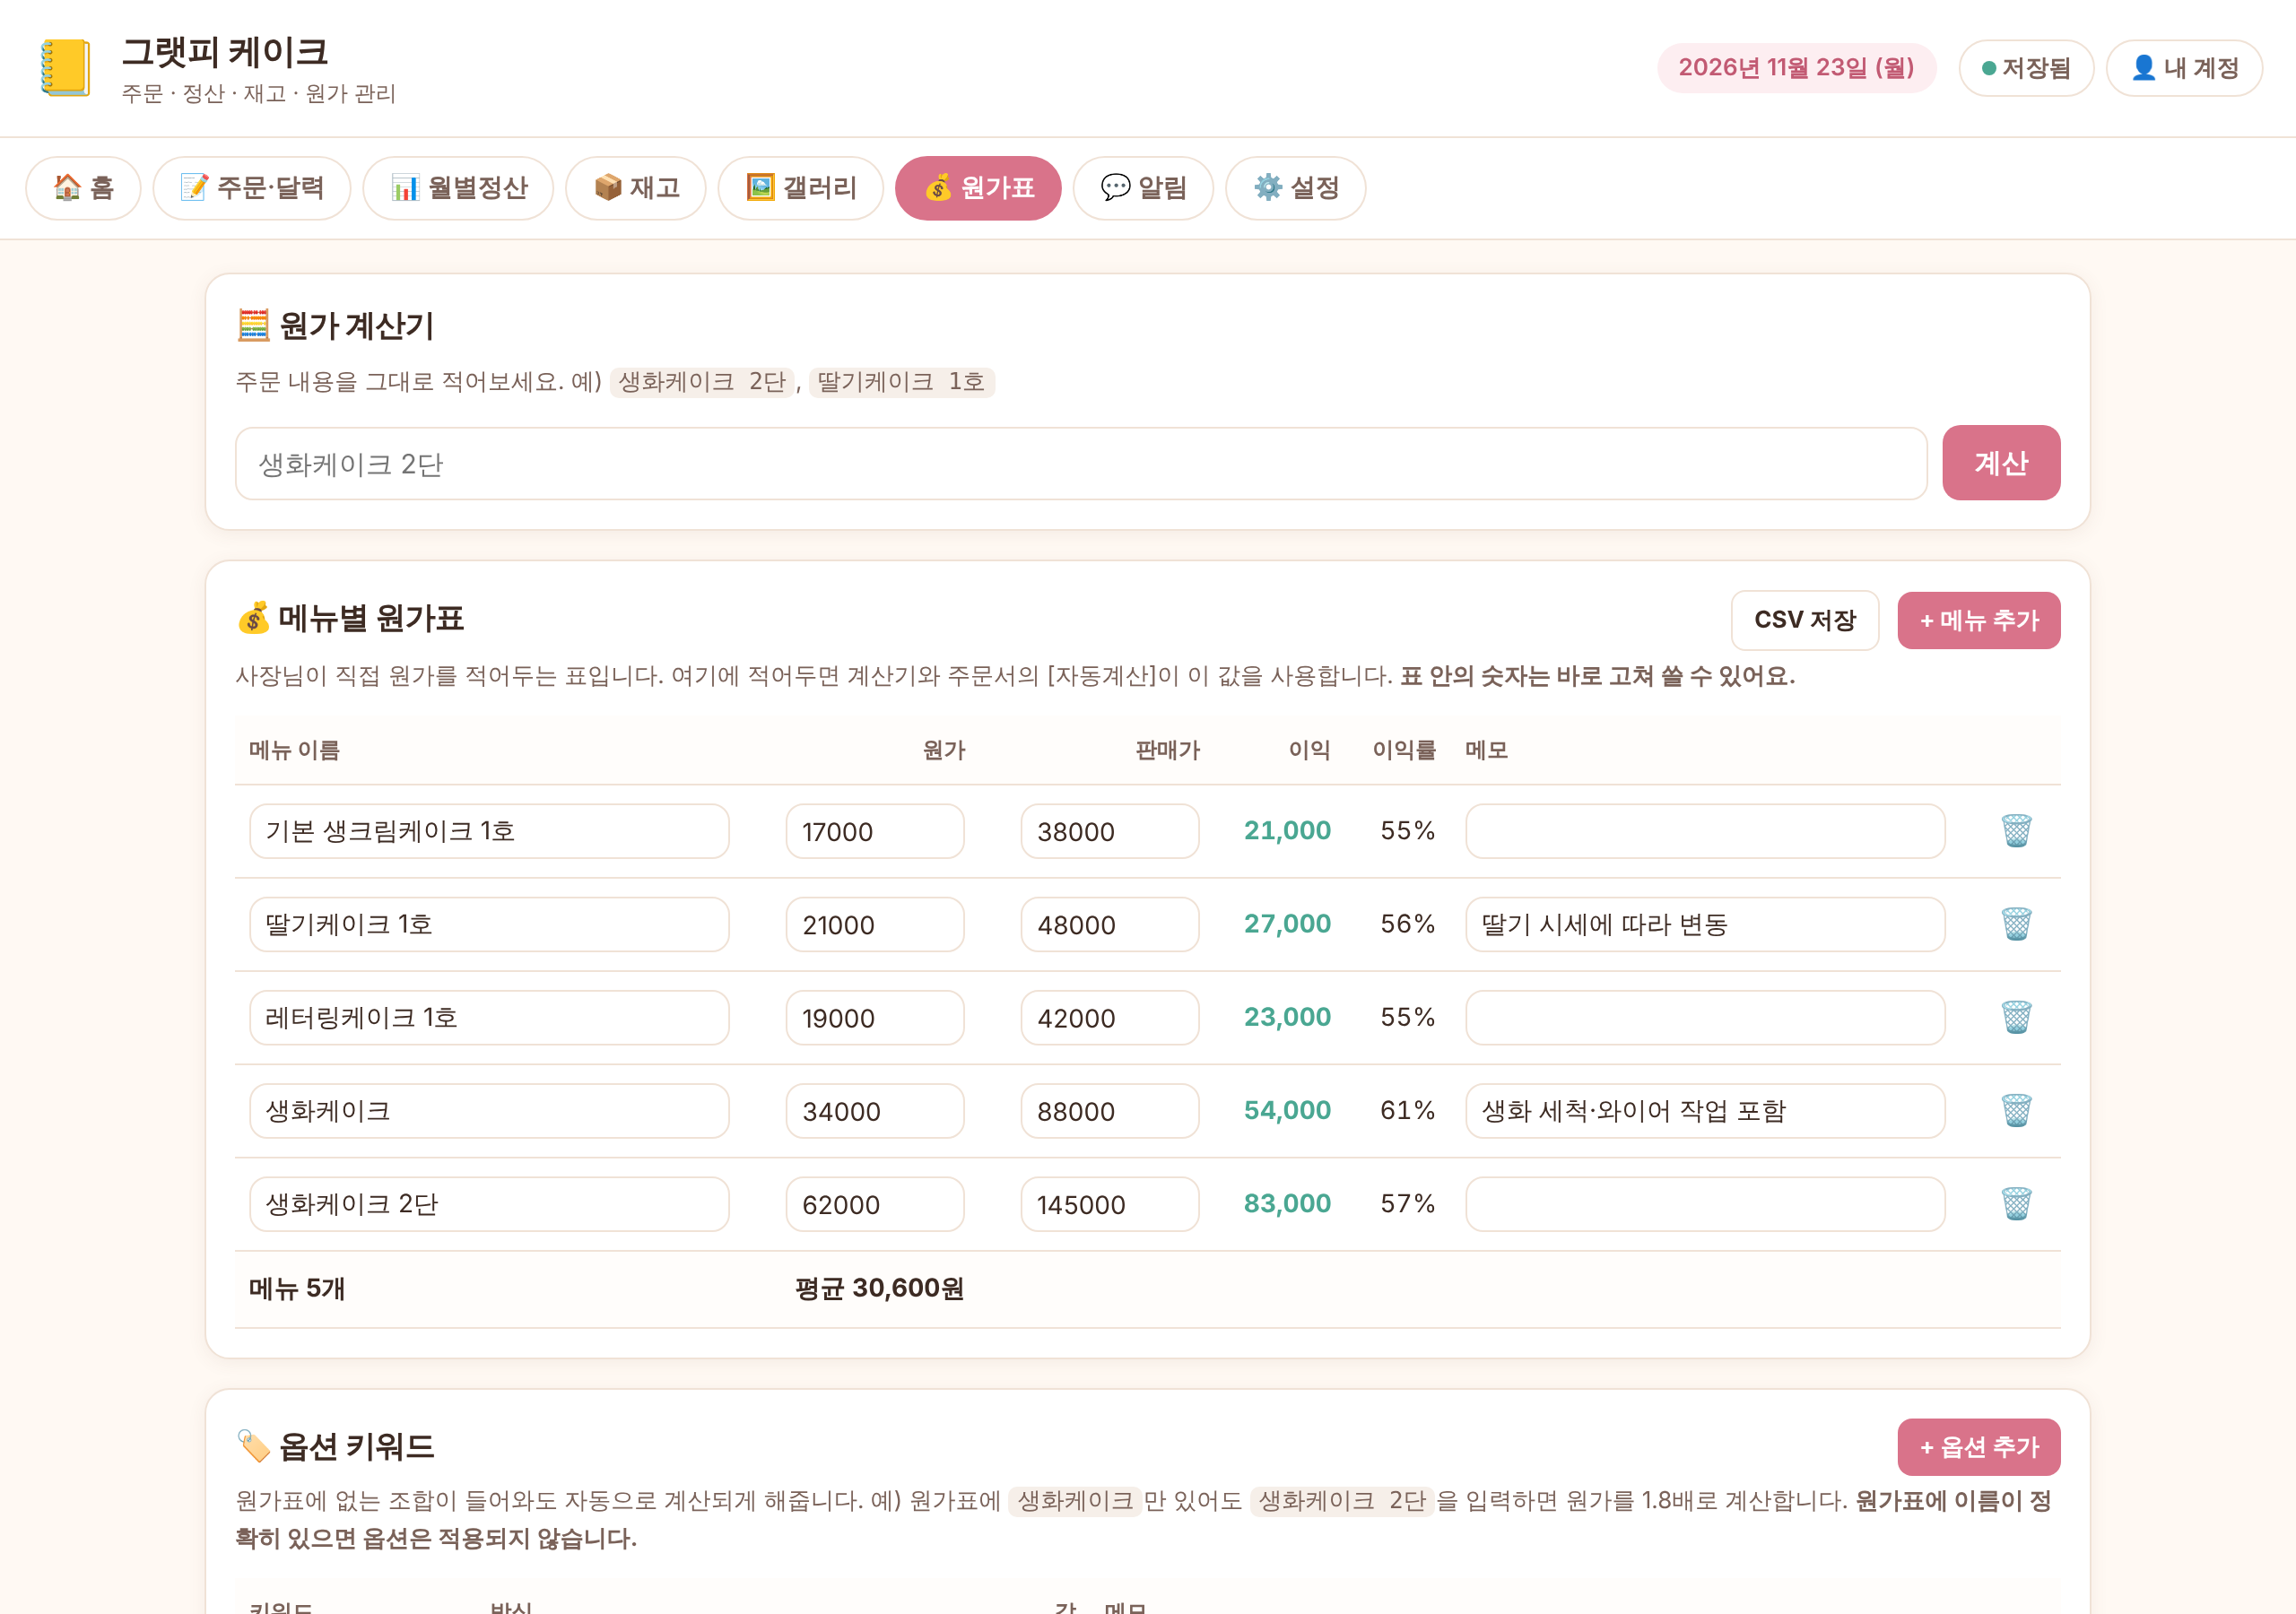 그랫피 케이크
주문 · 정산 · 재고 · 원가 관리
2026년 11월 23일 (월)
저장됨
내 계정
홈
주문·달력
월별정산
재고
갤러리
원가표
알림
설정
원가 계산기
주문 내용을 그대로 적어보세요. 예) 생화케이크 2단, 딸기케이크 1호
생화케이크 2단
계산
메뉴별 원가표
CSV 저장
+ 메뉴 추가
사장님이 직접 원가를 적어두는 표입니다. 여기에 적어두면 계산기와 주문서의 [자동계산]이 이 값을 사용합니다. 표 안의 숫자는 바로 고쳐 쓸 수 있어요.
메뉴 이름 원가 판매가 이익 이익률 메모
기본 생크림케이크 1호 17000 38000 21,000 55%
딸기케이크 1호 21000 48000 27,000 56% 딸기 시세에 따라 변동
레터링케이크 1호 19000 42000 23,000 55%
생화케이크 34000 88000 54,000 61% 생화 세척·와이어 작업 포함
생화케이크 2단 62000 145000 83,000 57%
메뉴 5개 평균 30,600원
옵션 키워드
+ 옵션 추가
원가표에 없는 조합이 들어와도 자동으로 계산되게 해줍니다. 예) 원가표에 생화케이크만 있어도 생화케이크 2단을 입력하면 원가를 1.8배로 계산합니다. 원가표에 이름이 정
확히 있으면 옵션은 적용되지 않습니다.
키워드 방식 값 메모